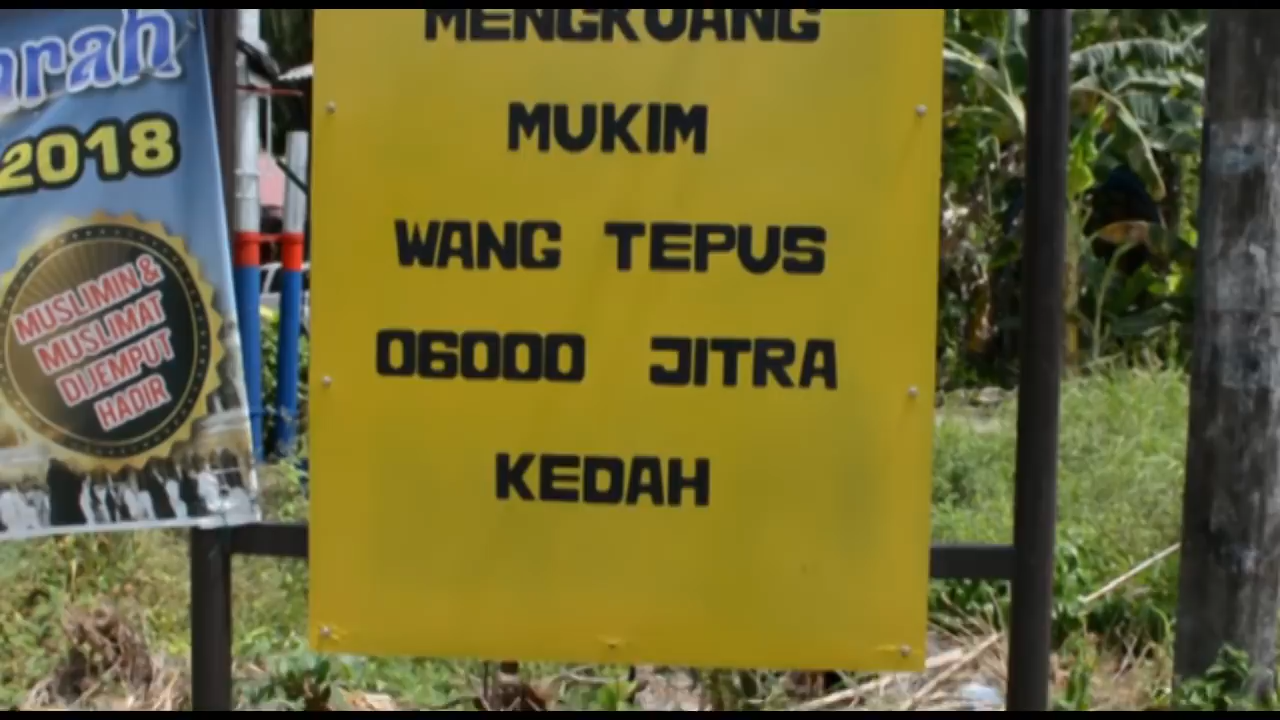 MENGKUANG
MUKIM
WANG TEPUS
06000 JITRA
KEDAH
2018
MUSLIMIN &
MUSLIMAT
DIJEMPUT
HADIR